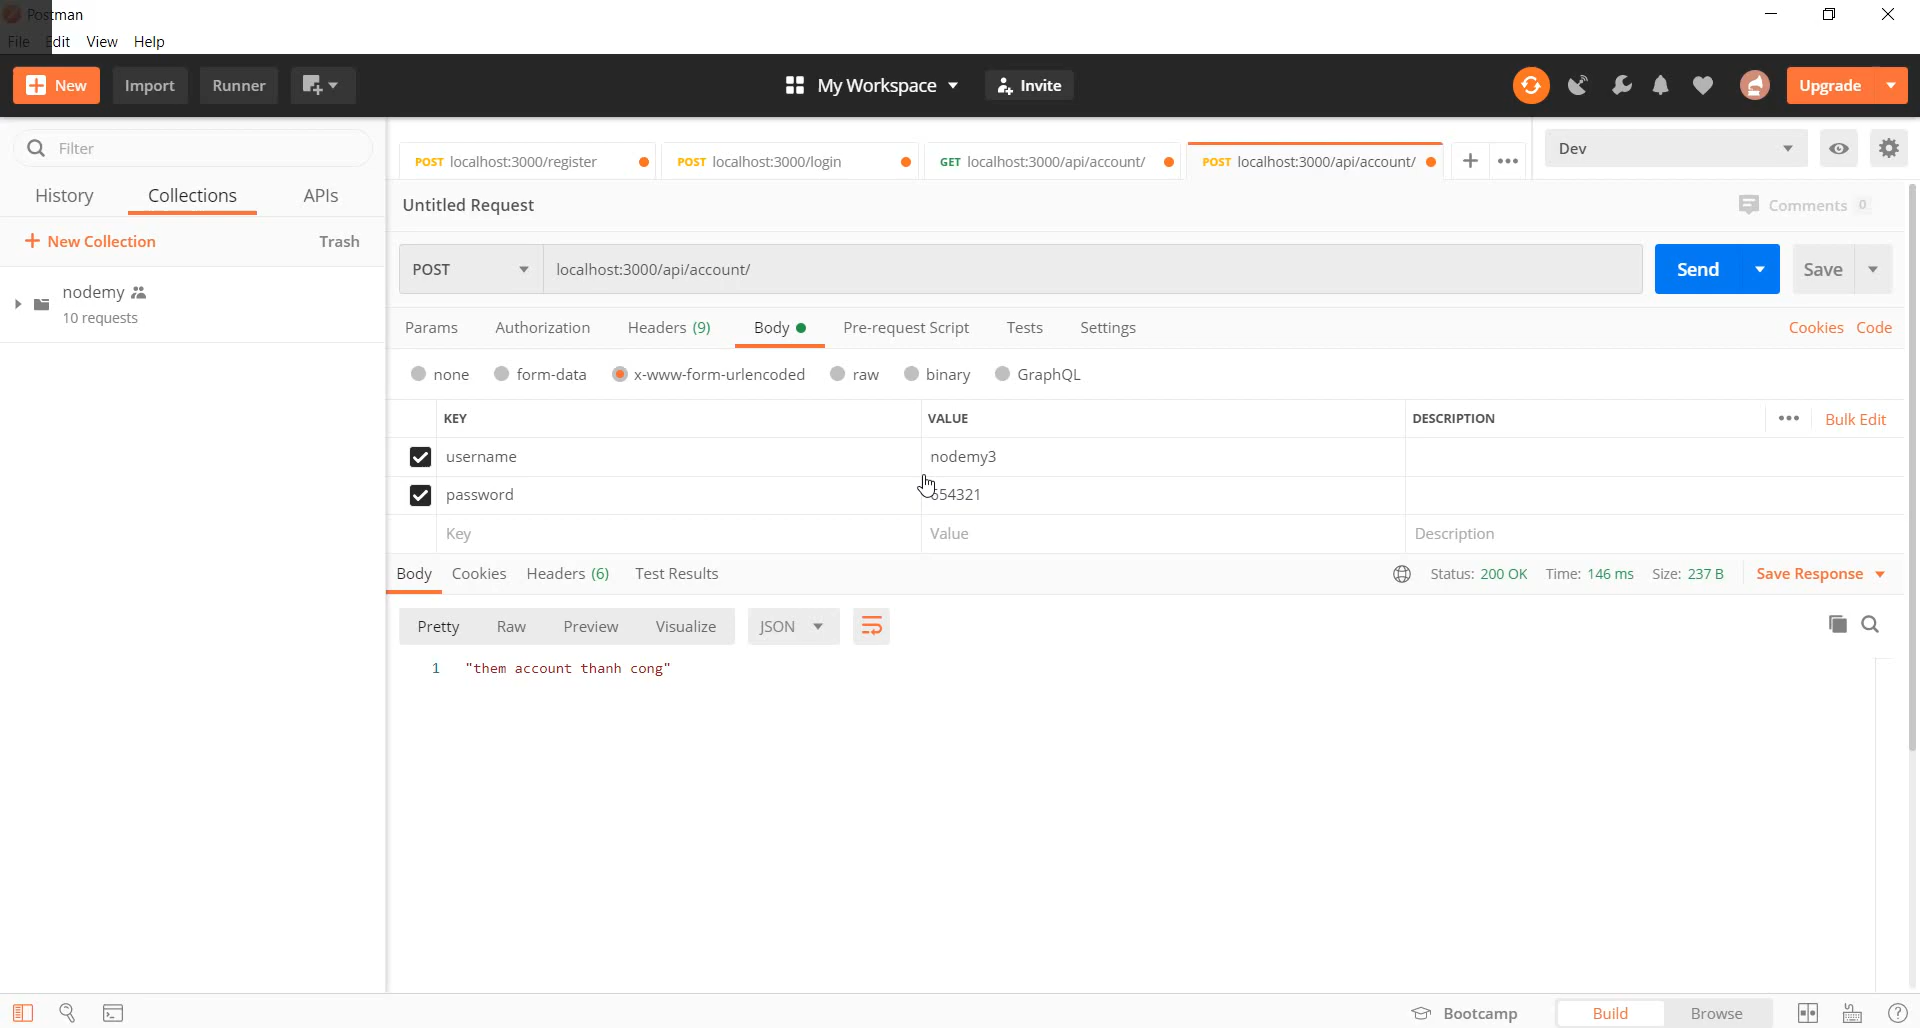 Postman
File Edit View Help
New Import Runner My Workspace Invite Upgrade
Filter
History Collections APIs
New Collection Trash
nodemy
10 requests
POST localhost:3000/register POST localhost:3000/login GET localhost:3000/api/account/ POST localhost:3000/api/account/ Dev
Untitled Request Comments 0
POST localhost:3000/api/account/ Send Save
Params Authorization Headers (9) Body Pre-request Script Tests Settings Cookies Code
none form-data x-www-form-urlencoded raw binary GraphQL
KEY VALUE DESCRIPTION Bulk Edit
username nodemy3
password 654321
Key Value Description
Body Cookies Headers (6) Test Results Status: 200 OK Time: 146 ms Size: 237 B Save Response
Pretty Raw Preview Visualize JSON
1 "them account thanh cong"
Bootcamp Build Browse